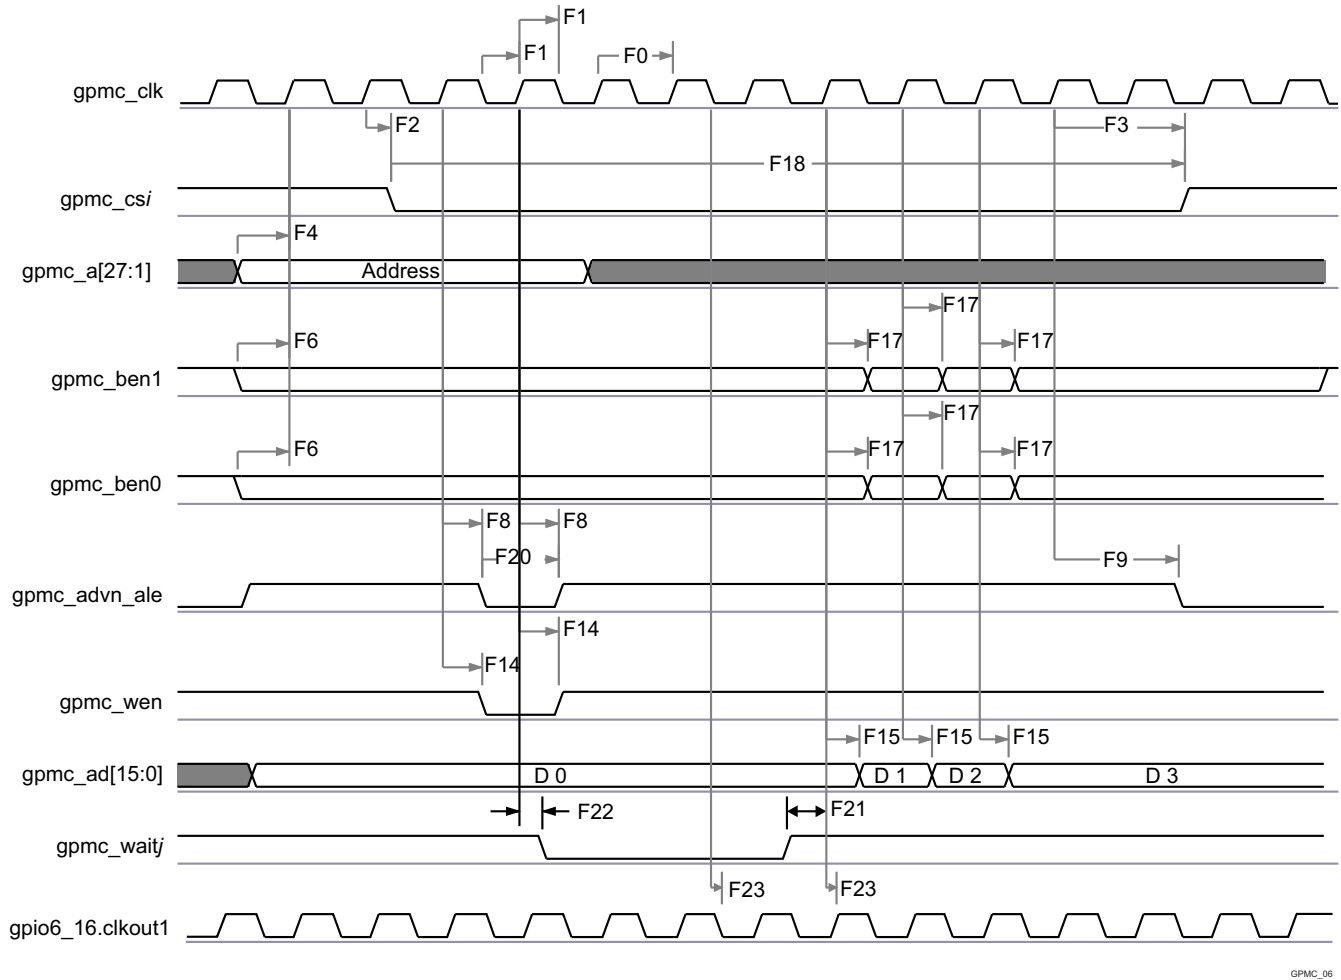 F1
F1
F0
gpmc_clk
F2
F3
F18
gpmc_csi
F4
gpmc_a[27:1]
Address
F17
F6
F17
F17
gpmc_ben1
F17
F6
F17
F17
gpmc_ben0
F8
F8
F20
F9
gpmc_advn_ale
F14
F14
gpmc_wen
F15
F15
F15
gpmc_ad[15:0]
D 0
D 1
D 2
D 3
F22
F21
gpmc_waitj
F23
F23
gpio6_16.clkout1
GPMC_06